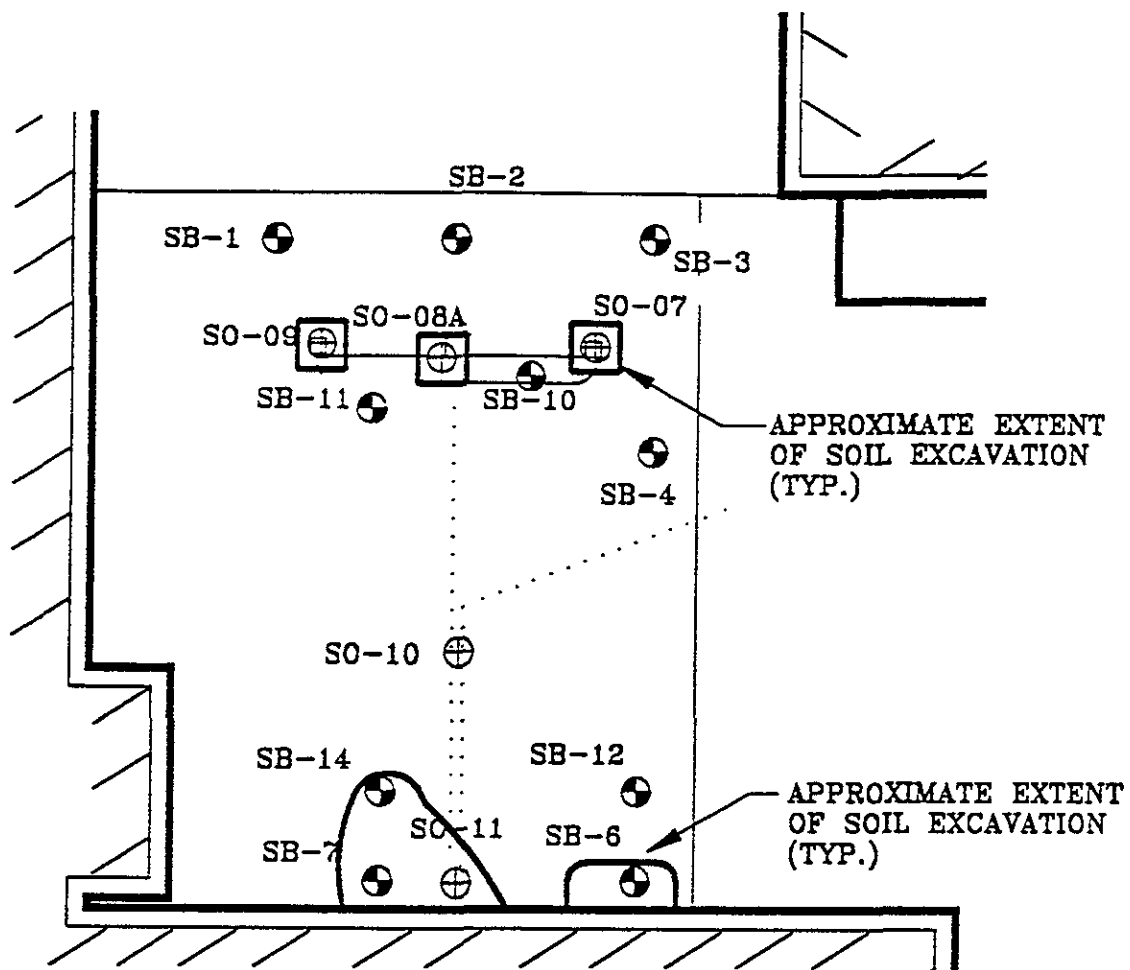 SB-2
SB-1
SB-3
SO-07
SO-09
SO-08A
SB-11
SB-10
APPROXIMATE EXTENT
OF SOIL EXCAVATION
(TYP.)
SB-4
SO-10
SB-14
SB-12
APPROXIMATE EXTENT
OF SOIL EXCAVATION
(TYP.)
SO-11
SB-6
SB-7